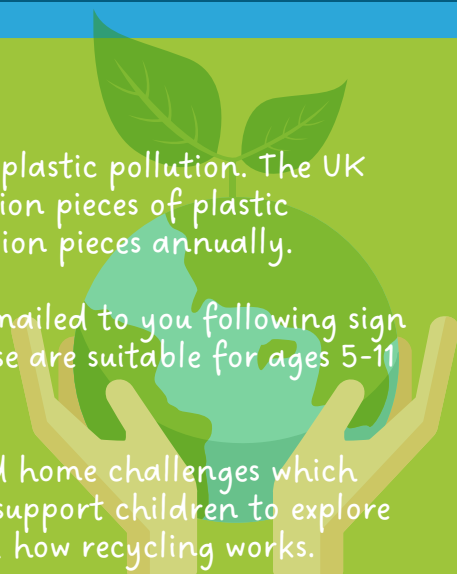 plastic pollution. The UK
ion pieces of plastic
ion pieces annually.
mailed to you following sign
se are suitable for ages 5-11
d home challenges which
support children to explore
how recycling works.